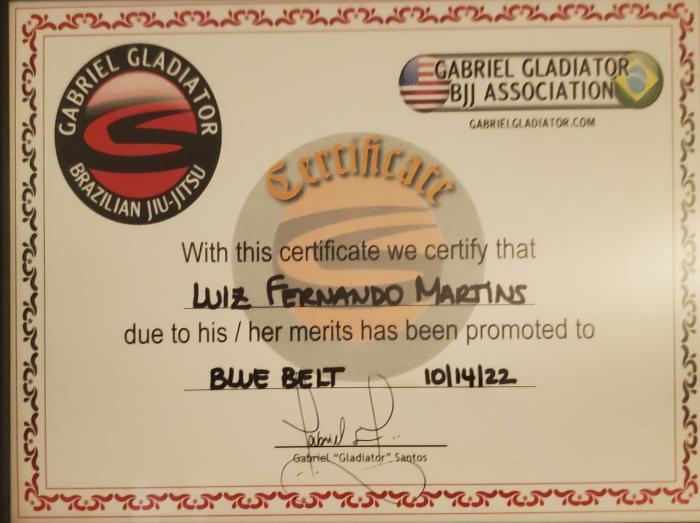 GABRIEL GLADIATOR
BRAZILIAN JIU-JITSU
GABRIEL GLADIATOR
BJJ ASSOCIATION
GABRIELGLADIATOR.COM
Certificate
With this certificate we certify that
LUIZ FERNANDO MARTINS
due to his / her merits has been promoted to
BLUE BELT 10/14/22
Gabriel "Gladiator" Santos